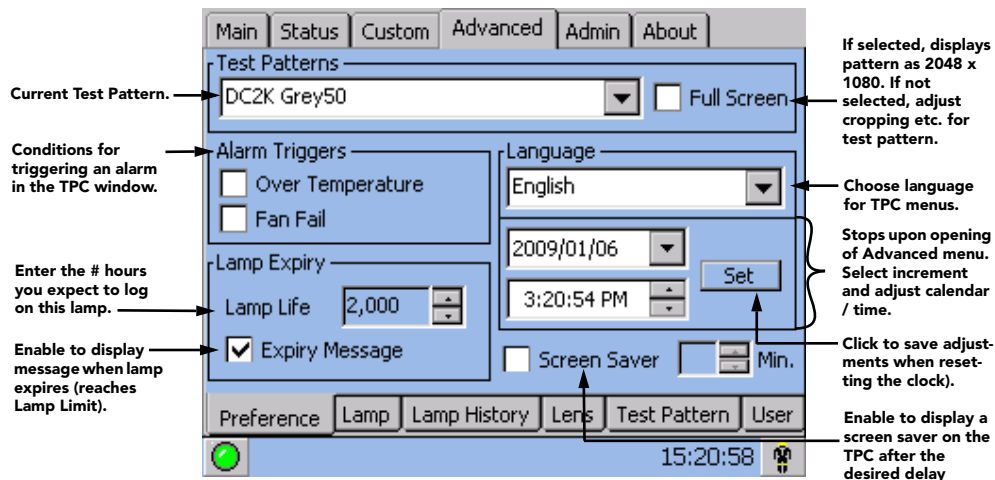 Main Status Custom Advanced Admin About
Test Patterns
DC2K Grey50
Full Screen
Alarm Triggers
Over Temperature
Fan Fail
Language
English
2009/01/06
3:20:54 PM
Set
Lamp Expiry
Lamp Life 2,000
Expiry Message
Screen Saver Min.
Preference Lamp Lamp History Lens Test Pattern User
15:20:58
Current Test Pattern.
Conditions for
triggering an alarm
in the TPC window.
Enter the # hours
you expect to log
on this lamp.
Enable to display
message when lamp
expires (reaches
Lamp Limit).
If selected, displays
pattern as 2048 x
1080. If not
selected, adjust
cropping etc. for
test pattern.
Choose language
for TPC menus.
Stops upon opening
of Advanced menu.
Select increment
and adjust calendar
/ time.
Click to save adjust-
ments when reset-
ting the clock).
Enable to display a
screen saver on the
TPC after the
desired delay